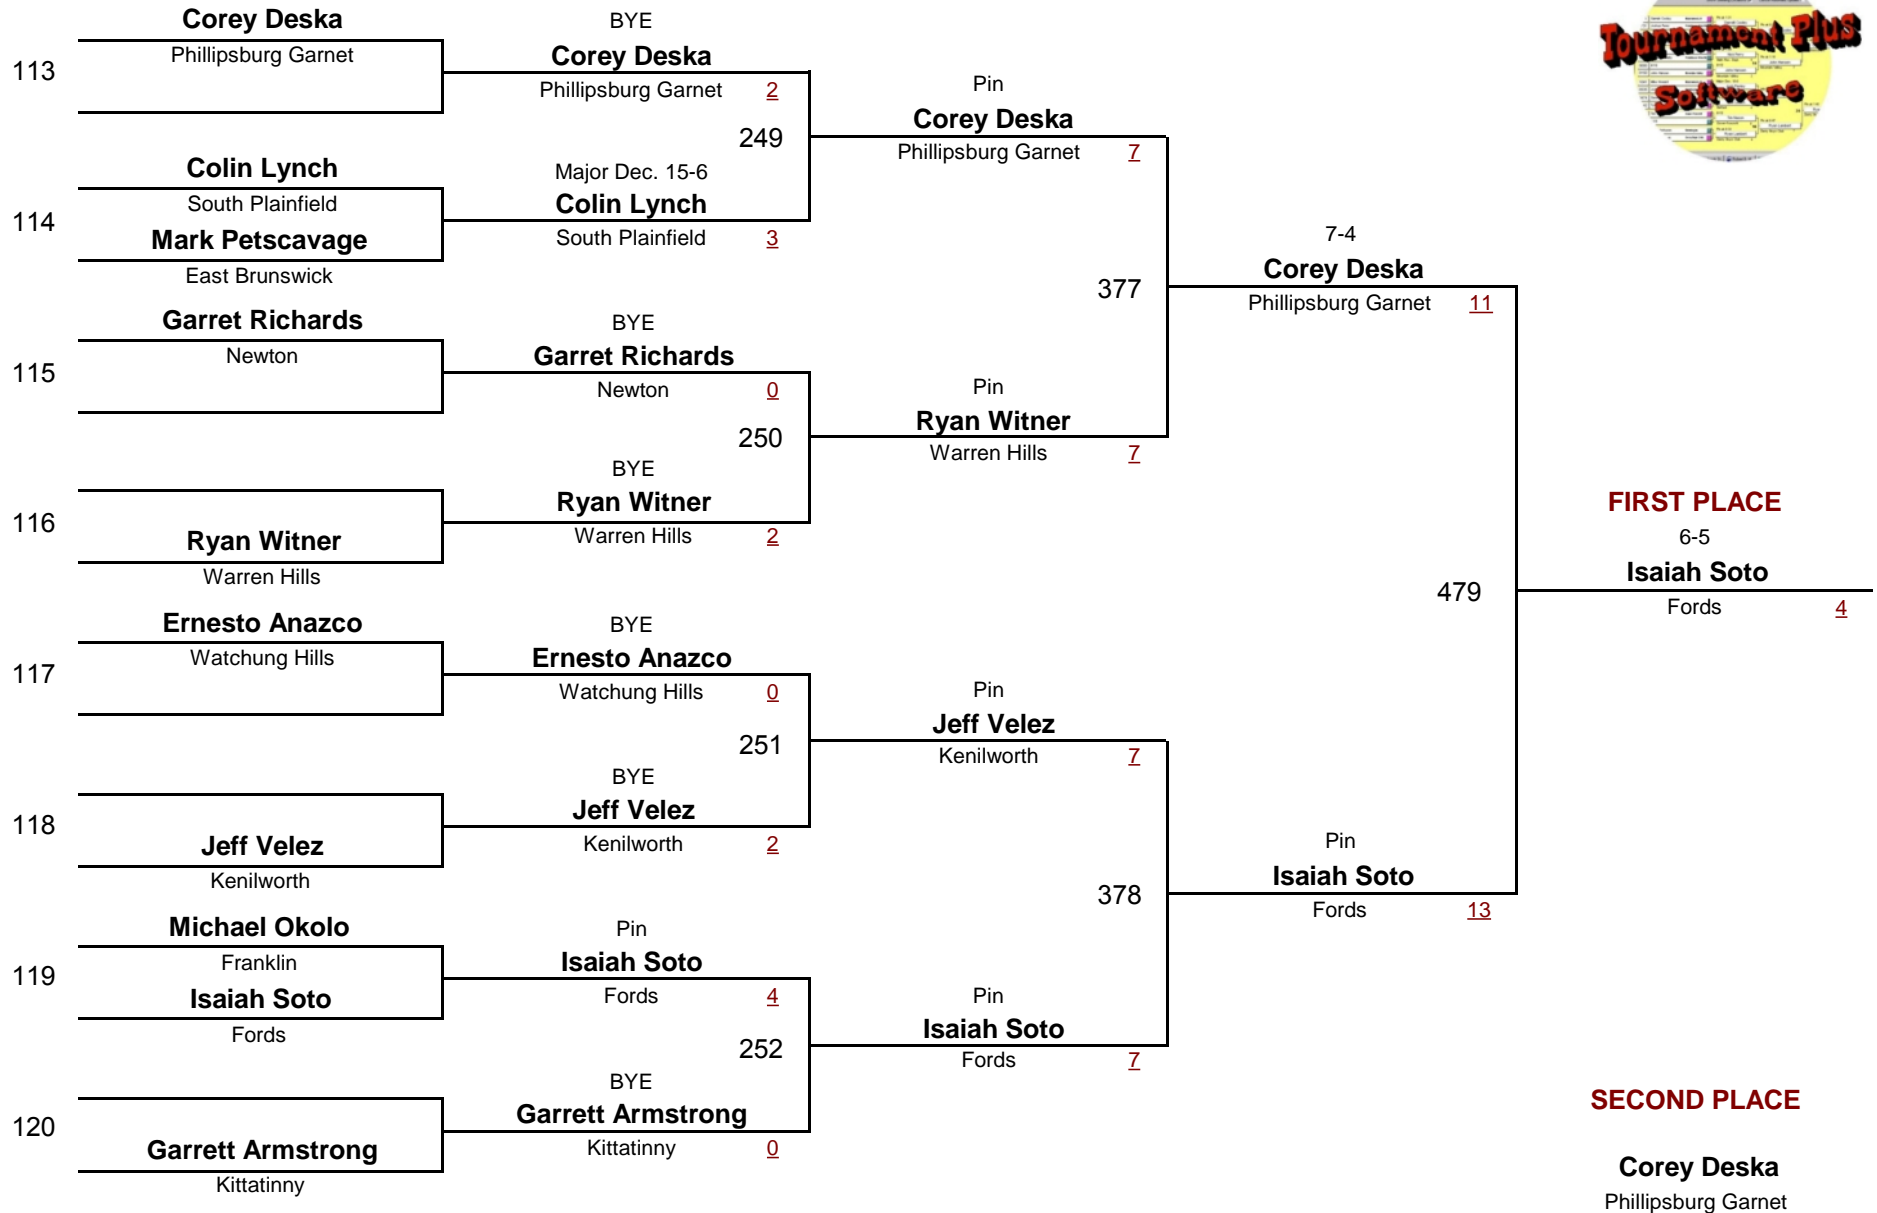 Corey Deska
Phillipsburg Garnet
113
Colin Lynch
South Plainfield
114
Mark Petscavage
East Brunswick
Garret Richards
Newton
115
116
Ryan Witner
Warren Hills
Ernesto Anazco
Watchung Hills
117
118
Jeff Velez
Kenilworth
Michael Okolo
Franklin
119
Isaiah Soto
Fords
120
Garrett Armstrong
Kittatinny
BYE
Corey Deska
Phillipsburg Garnet 2
249
Major Dec. 15-6
Colin Lynch
South Plainfield 3
BYE
Garret Richards
Newton 0
250
BYE
Ryan Witner
Warren Hills 2
BYE
Ernesto Anazco
Watchung Hills 0
251
BYE
Jeff Velez
Kenilworth 2
Pin
Isaiah Soto
Fords 4
252
BYE
Garrett Armstrong
Kittatinny 0
Pin
Corey Deska
Phillipsburg Garnet 7
377
Pin
Ryan Witner
Warren Hills 7
Pin
Jeff Velez
Kenilworth 7
378
Pin
Isaiah Soto
Fords 7
7-4
Corey Deska
Phillipsburg Garnet 11
479
Pin
Isaiah Soto
Fords 13
Tournament Plus
Software
FIRST PLACE
6-5
Isaiah Soto
Fords 4
SECOND PLACE
Corey Deska
Phillipsburg Garnet